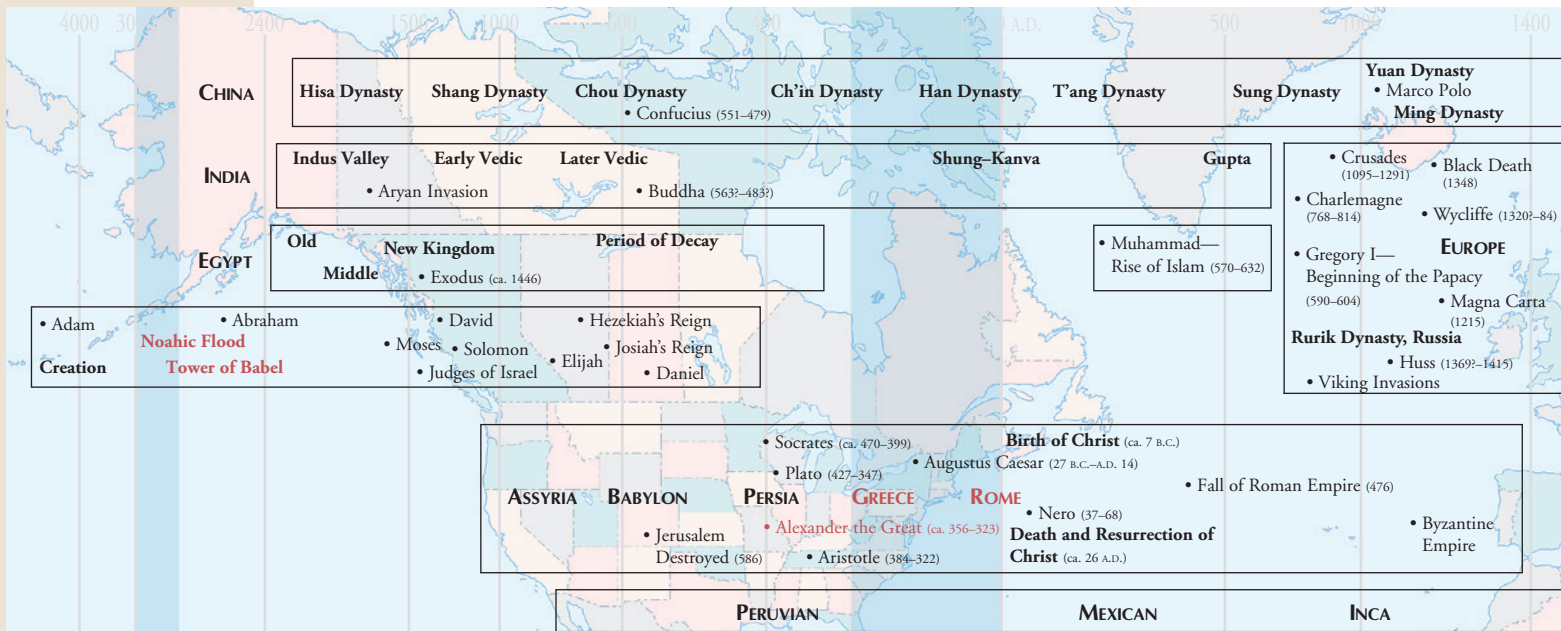 4000 30 2400 1500 1000 500 400 A.D. 500 1000 1400
CHINA
Hisa Dynasty Shang Dynasty Chou Dynasty Ch'in Dynasty Han Dynasty T'ang Dynasty Sung Dynasty
• Confucius (551–479)
Yuan Dynasty
• Marco Polo
Ming Dynasty
INDIA
Indus Valley Early Vedic Later Vedic Shung–Kanva Gupta
• Aryan Invasion • Buddha (563?–483?)
EGYPT
Old
Middle
New Kingdom
• Exodus (ca. 1446)
Period of Decay
• Muhammad—
Rise of Islam (570–632)
• Crusades
(1095–1291)
• Black Death
(1348)
• Charlemagne
(768–814)
• Wycliffe (1320?–84)
EUROPE
• Gregory I—
Beginning of the Papacy
(590–604)
• Magna Carta
(1215)
Rurik Dynasty, Russia
• Huss (1369?–1415)
• Viking Invasions
• Adam
Creation
Noahic Flood
Tower of Babel
• Abraham
• Moses
• David
• Solomon
• Judges of Israel
• Elijah
• Hezekiah's Reign
• Josiah's Reign
• Daniel
• Socrates (ca. 470–399)
• Plato (427–347)
Birth of Christ (ca. 7 B.C.)
• Augustus Caesar (27 B.C.–A.D. 14)
• Fall of Roman Empire (476)
ASSYRIA BABYLON PERSIA GREECE ROME
• Jerusalem
Destroyed (586)
• Alexander the Great (ca. 356–323)
• Aristotle (384–322)
• Nero (37–68)
Death and Resurrection of
Christ (ca. 26 A.D.)
• Byzantine
Empire
PERUVIAN MEXICAN INCA